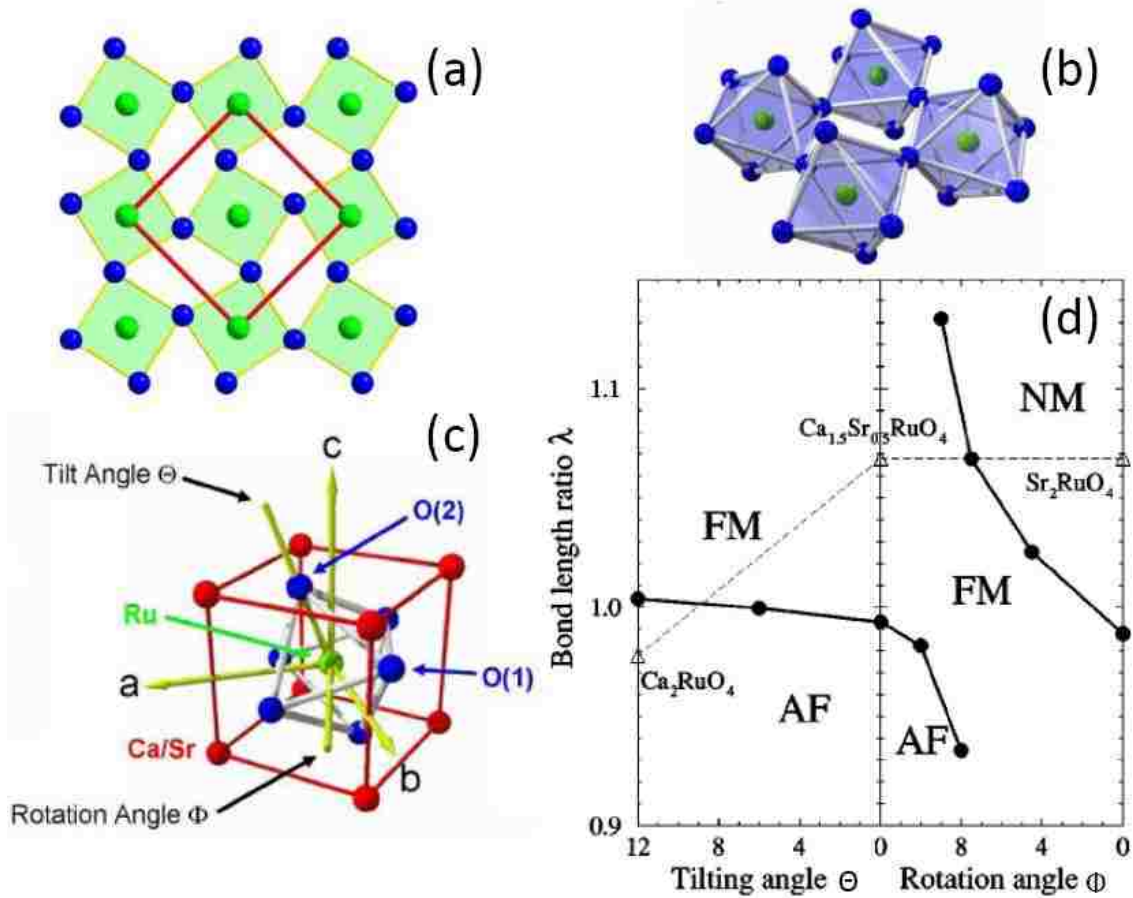 (a)
(b)
(c)
c
Tilt Angle Θ
O(2)
Ru
O(1)
a
Ca/Sr
b
Rotation Angle Φ
(d)
1.1
1.0
0.9
Bond length ratio λ
NM
Ca₁.₅Sr₀.₅RuO₄
Sr₂RuO₄
FM
FM
Ca₂RuO₄
AF
AF
12 8 4 0 8 4 0
Tilting angle Θ Rotation angle Φ